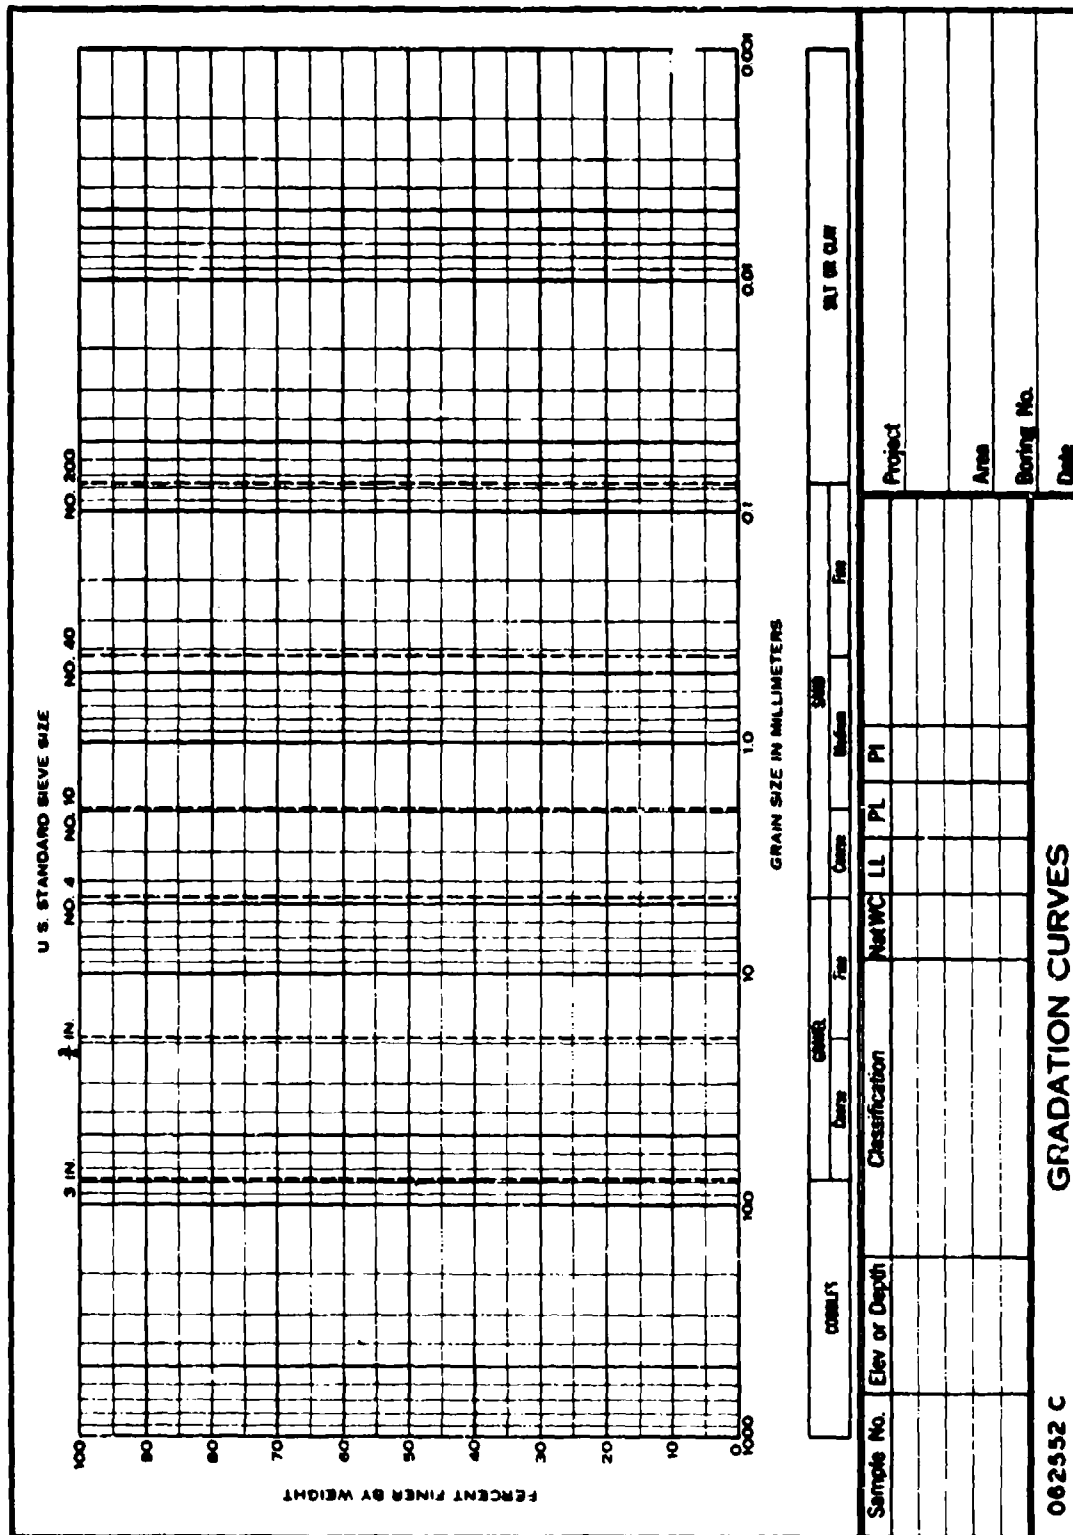 U.S. STANDARD SIEVE SIZE
3 IN. 3/4 IN. NO. 4 NO. 10 NO. 40 NO. 200
PERCENT FINER BY WEIGHT
100
90
80
70
60
50
40
30
20
10
0
1000 100 10 1.0 0.1 0.01 0.001
GRAIN SIZE IN MILLIMETERS
COBBLES GRAVEL SAND SILT OR CLAY
Coarse Fine Coarse Medium Fine
Sample No. Elev or Depth Classification Nat WC LL PL PI
Project
Area
Boring No.
Date
062552 C GRADATION CURVES